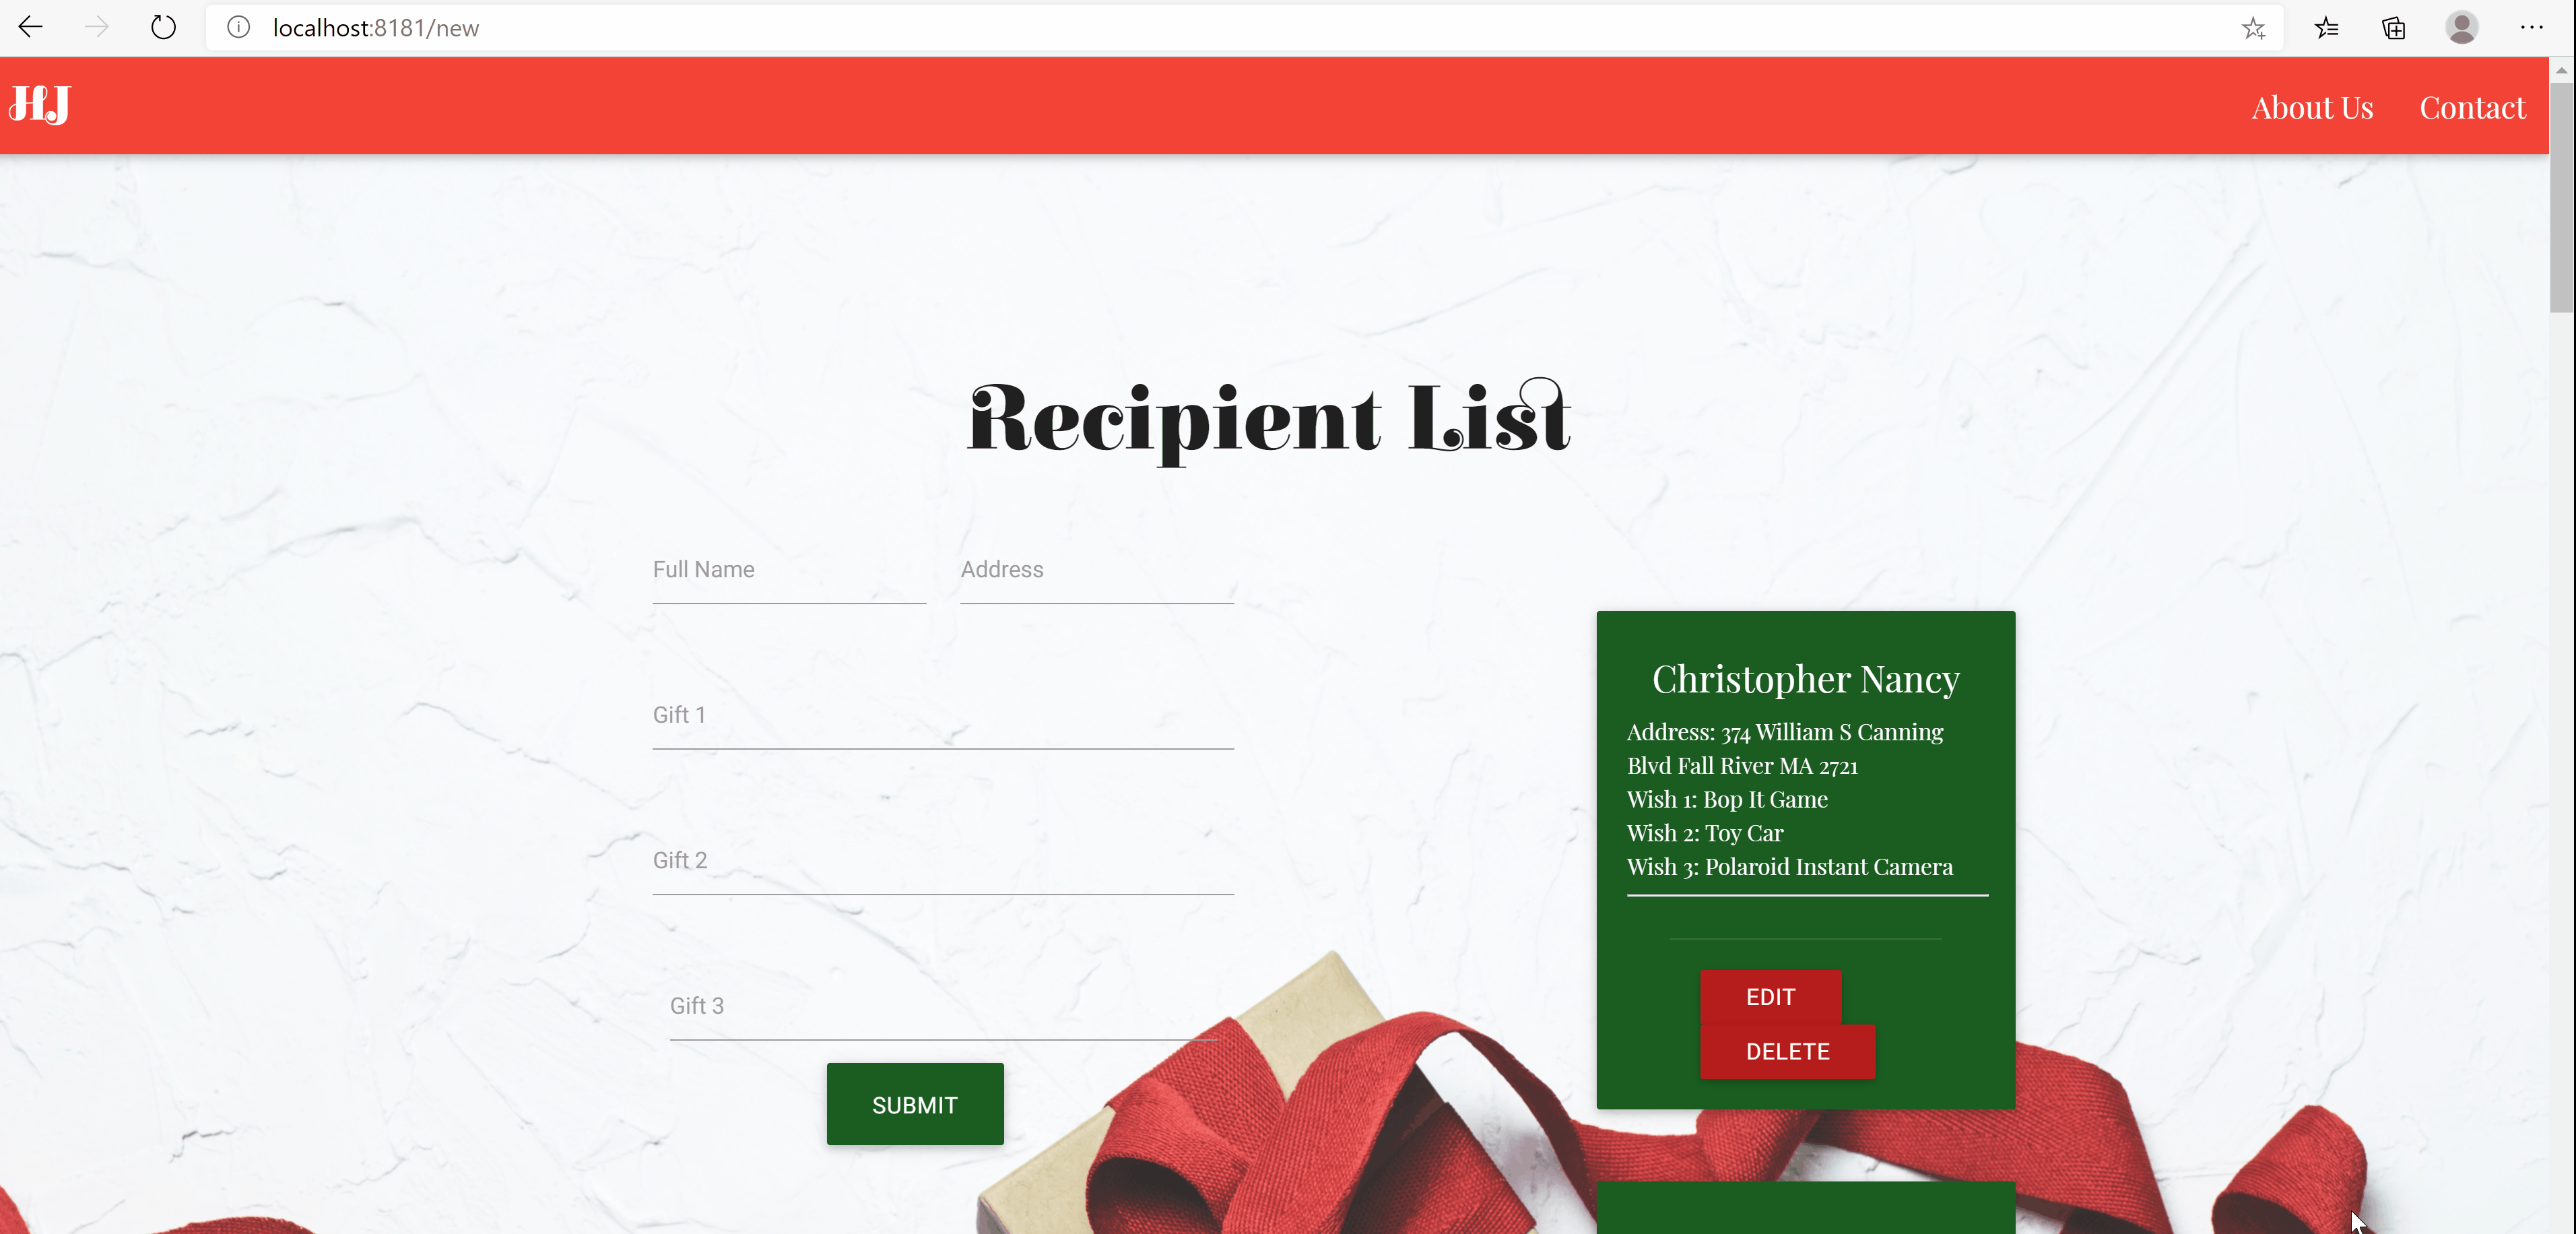 localhost:8181/new
HJ
About Us Contact
Recipient List
Full Name Address
Gift 1
Gift 2
Gift 3
SUBMIT
Christopher Nancy
Address: 374 William S Canning
Blvd Fall River MA 2721
Wish 1: Bop It Game
Wish 2: Toy Car
Wish 3: Polaroid Instant Camera
EDIT
DELETE